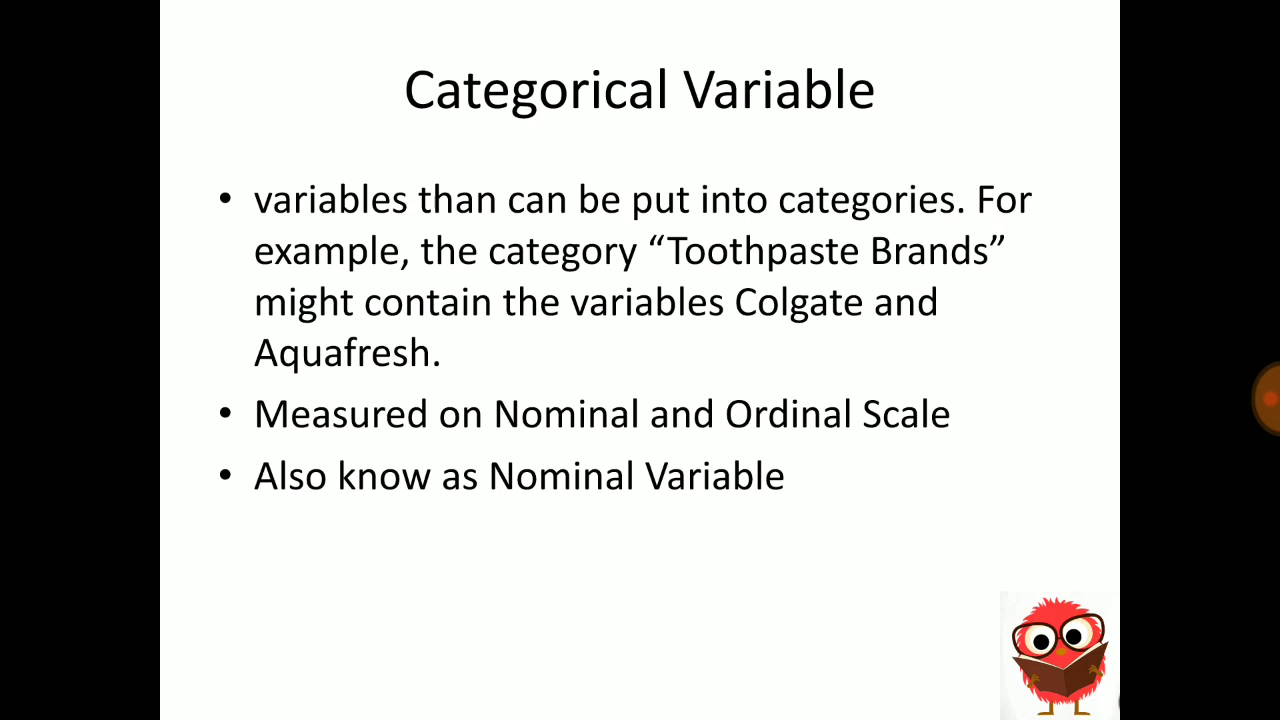 Categorical Variable
• variables than can be put into categories. For
example, the category “Toothpaste Brands”
might contain the variables Colgate and
Aquafresh.
• Measured on Nominal and Ordinal Scale
• Also know as Nominal Variable